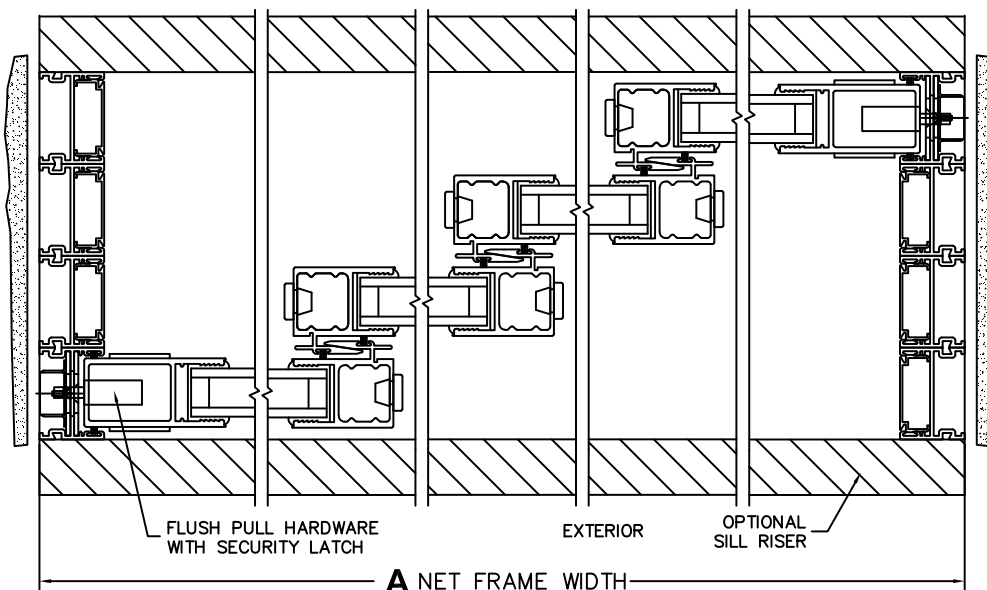 FLUSH PULL HARDWARE
WITH SECURITY LATCH
EXTERIOR
OPTIONAL
SILL RISER
A NET FRAME WIDTH